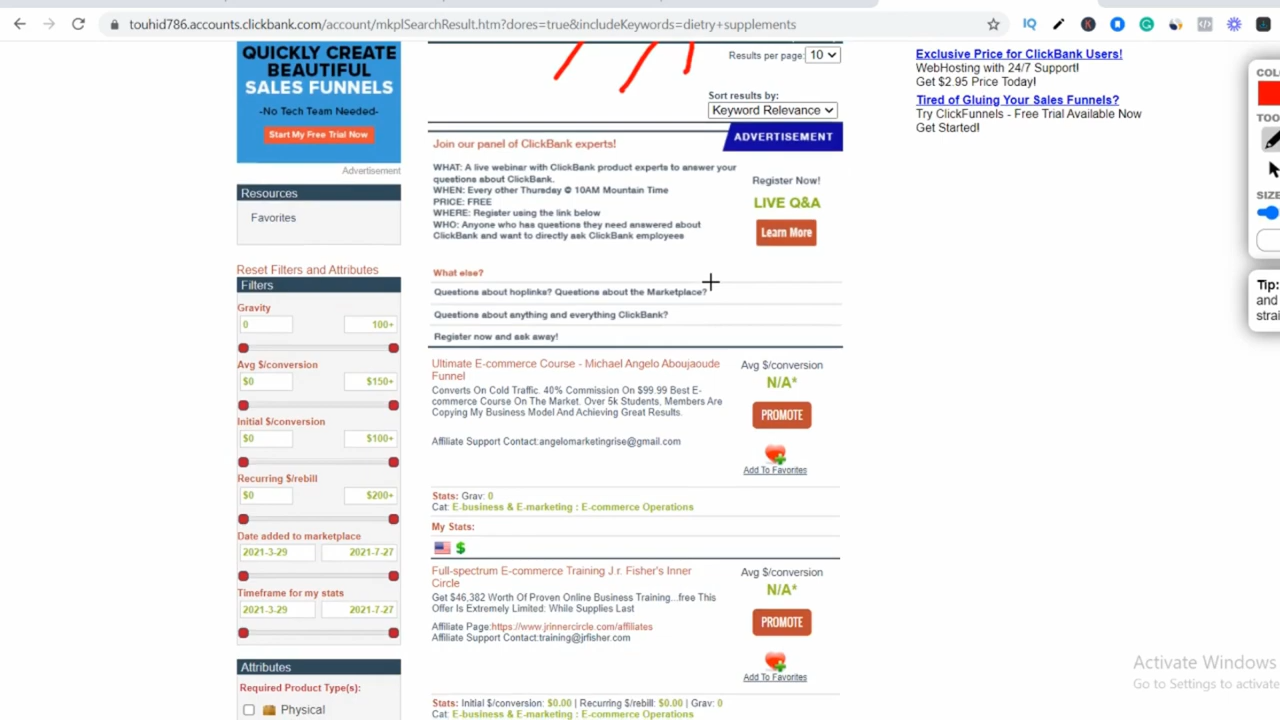 touhid786.accounts.clickbank.com/account/mkplSearchResult.htm?dores=true&includeKeywords=dietry+supplements
IQ
QUICKLY CREATE
BEAUTIFUL
SALES FUNNELS
-No Tech Team Needed-
Start My Free Trial Now
Advertisement
Resources
Favorites
Reset Filters and Attributes
Filters
Gravity
0 100+
Avg $/conversion
$0 $150+
Initial $/conversion
$0 $100+
Recurring $/rebill
$0 $200+
Date added to marketplace
2021-3-29 2021-7-27
Timeframe for my stats
2021-3-29 2021-7-27
Attributes
Required Product Type(s):
Physical
Results per page: 10
Sort results by:
Keyword Relevance
ADVERTISEMENT
Join our panel of ClickBank experts!
WHAT: A live webinar with ClickBank product experts to answer your
questions about ClickBank.
WHEN: Every other Thursday @ 10AM Mountain Time
PRICE: FREE
WHERE: Register using the link below
WHO: Anyone who has questions they need answered about
ClickBank and want to directly ask ClickBank employees
Register Now!
LIVE Q&A
Learn More
What else?
Questions about hoplinks? Questions about the Marketplace?
Questions about anything and everything ClickBank?
Register now and ask away!
Ultimate E-commerce Course - Michael Angelo Aboujaoude
Funnel
Converts On Cold Traffic. 40% Commission On $99.99 Best E-
commerce Course On The Market. Over 5k Students, Members Are
Copying My Business Model And Achieving Great Results.
Affiliate Support Contact:angelomarketingrise@gmail.com
Avg $/conversion
N/A*
PROMOTE
Add To Favorites
Stats: Grav: 0
Cat: E-business & E-marketing : E-commerce Operations
My Stats:
$
Full-spectrum E-commerce Training J.r. Fisher's Inner
Circle
Get $46,382 Worth Of Proven Online Business Training...free This
Offer Is Extremely Limited: While Supplies Last
Affiliate Page:https://www.jrinnercircle.com/affiliates
Affiliate Support Contact:training@jrfisher.com
Avg $/conversion
N/A*
PROMOTE
Add To Favorites
Stats: Initial $/conversion: $0.00 | Recurring $/rebill: $0.00 | Grav: 0
Cat: E-business & E-marketing : E-commerce Operations
Exclusive Price for ClickBank Users!
WebHosting with 24/7 Support!
Get $2.95 Price Today!
Tired of Gluing Your Sales Funnels?
Try ClickFunnels - Free Trial Available Now
Get Started!
COLO
TOO
SIZE
Tip:
and
strai
Activate Windows
Go to Settings to activate